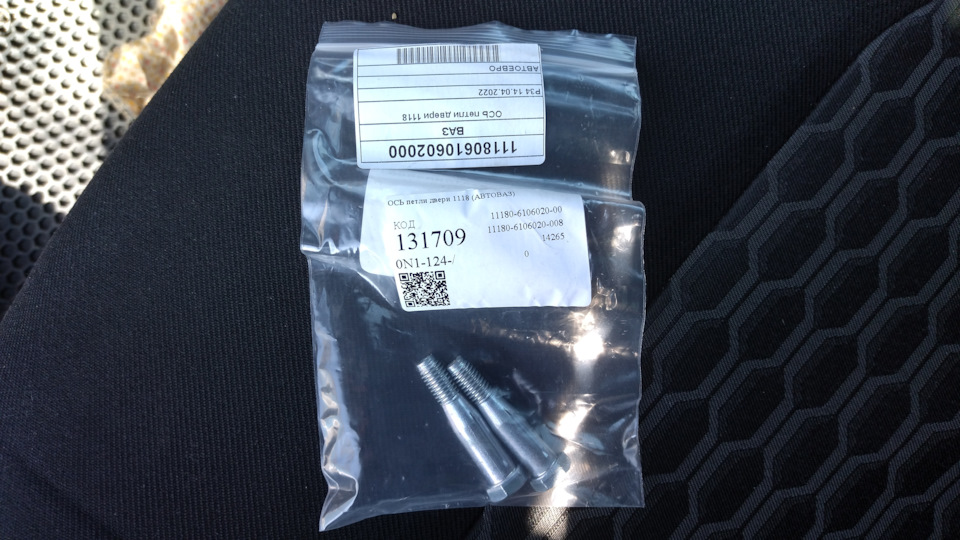 11180610602000
ВАЗ
ОСЬ петли двери 1118
Р34 14.04.2022
АВТОЕВРО
ОСЬ петли двери 1118 (АВТОВАЗ)
КОД
11180-6106020-00
131709
11180-6106020-008
14265
0N1-124-/
0